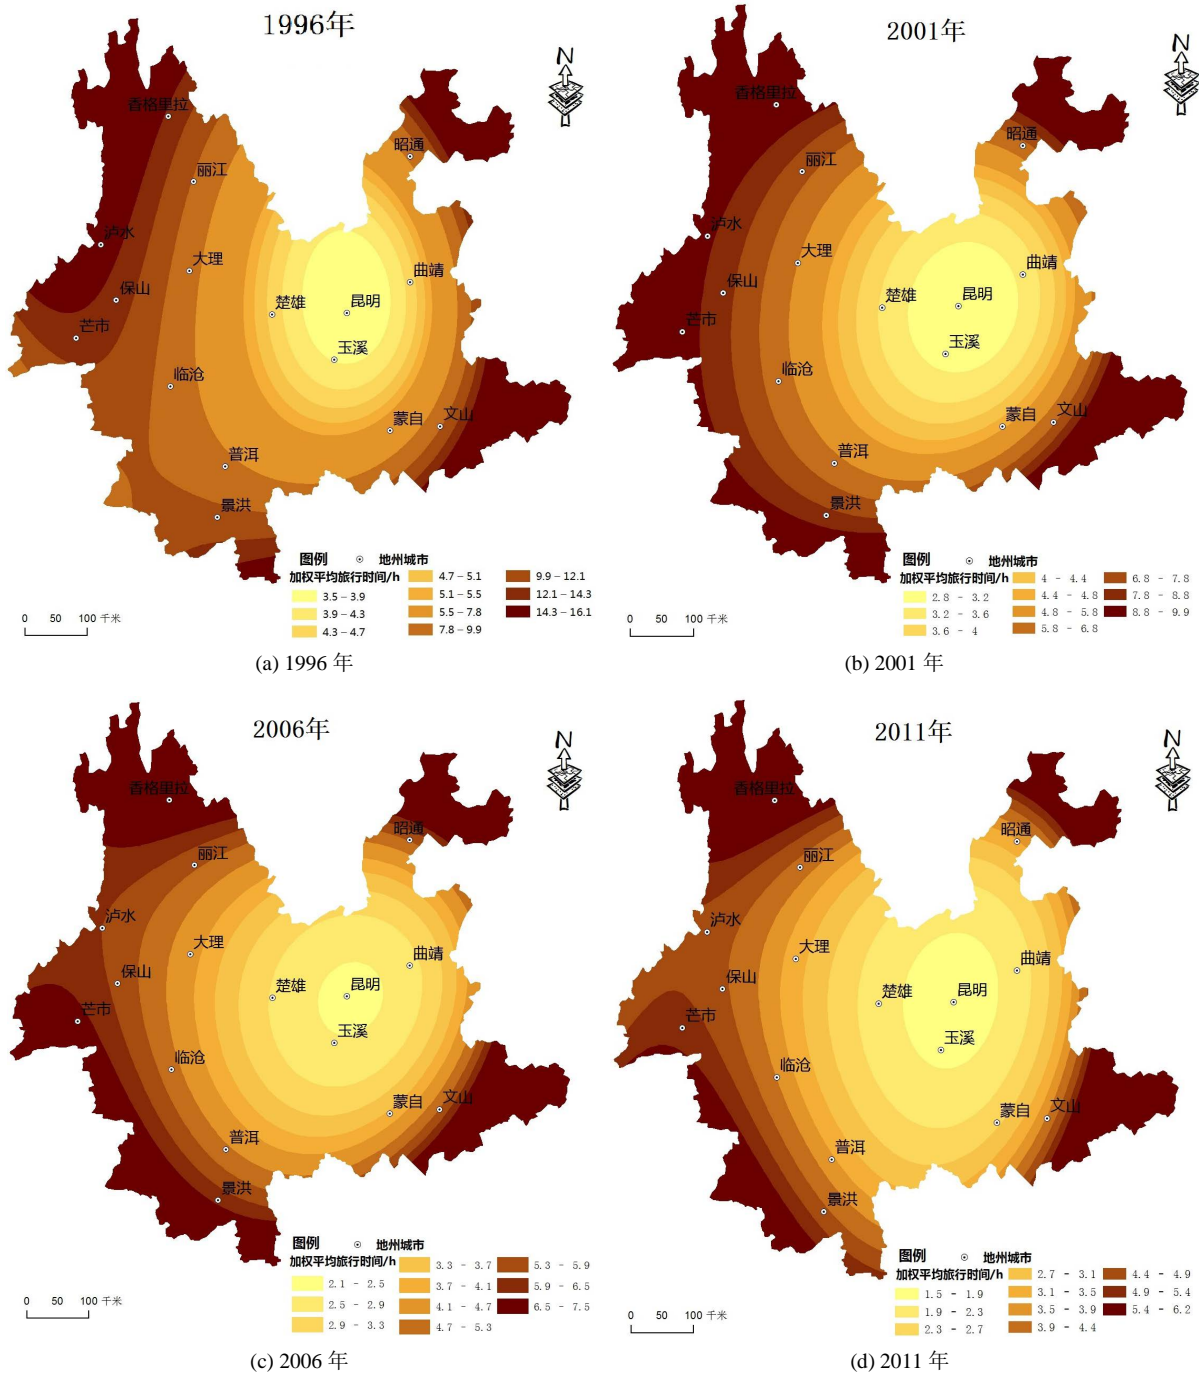 1996年
N
香格里拉
昭通
丽江
泸水
大理
曲靖
保山
楚雄
昆明
芒市
玉溪
临沧
蒙自
文山
普洱
景洪
图例 地州城市
加权平均旅行时间/h
3.5－3.9
3.9－4.3
4.3－4.7
4.7－5.1
5.1－5.5
5.5－7.8
7.8－9.9
9.9－12.1
12.1－14.3
14.3－16.1
0 50 100 千米
(a) 1996 年
2001年
N
香格里拉
昭通
丽江
泸水
大理
曲靖
保山
楚雄
昆明
芒市
玉溪
临沧
蒙自
文山
普洱
景洪
图例 地州城市
加权平均旅行时间/h
2.8 - 3.2
3.2 - 3.6
3.6 - 4
4 - 4.4
4.4 - 4.8
4.8 - 5.8
5.8 - 6.8
6.8 - 7.8
7.8 - 8.8
8.8 - 9.9
0 50 100 千米
(b) 2001 年
2006年
N
香格里拉
昭通
丽江
泸水
大理
曲靖
保山
楚雄
昆明
芒市
玉溪
临沧
蒙自
文山
普洱
景洪
图例 地州城市
加权平均旅行时间/h
2.1 - 2.5
2.5 - 2.9
2.9 - 3.3
3.3 - 3.7
3.7 - 4.1
4.1 - 4.7
4.7 - 5.3
5.3 - 5.9
5.9 - 6.5
6.5 - 7.5
0 50 100 千米
(c) 2006 年
2011年
N
香格里拉
昭通
丽江
泸水
大理
曲靖
保山
楚雄
昆明
芒市
玉溪
临沧
蒙自
文山
普洱
景洪
图例 地州城市
加权平均旅行时间/h
1.5 - 1.9
1.9 - 2.3
2.3 - 2.7
2.7 - 3.1
3.1 - 3.5
3.5 - 3.9
3.9 - 4.4
4.4 - 4.9
4.9 - 5.4
5.4 - 6.2
0 50 100 千米
(d) 2011 年